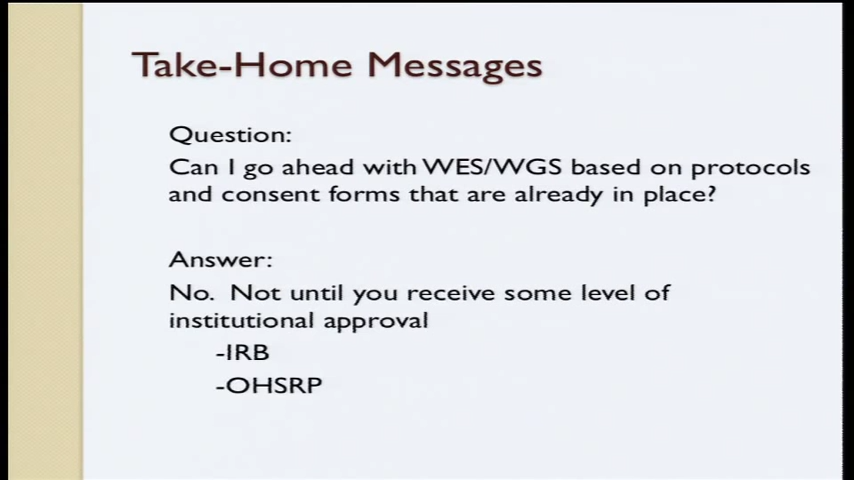 Take-Home Messages
Question:
Can I go ahead with WES/WGS based on protocols
and consent forms that are already in place?
Answer:
No. Not until you receive some level of
institutional approval
-IRB
-OHSRP